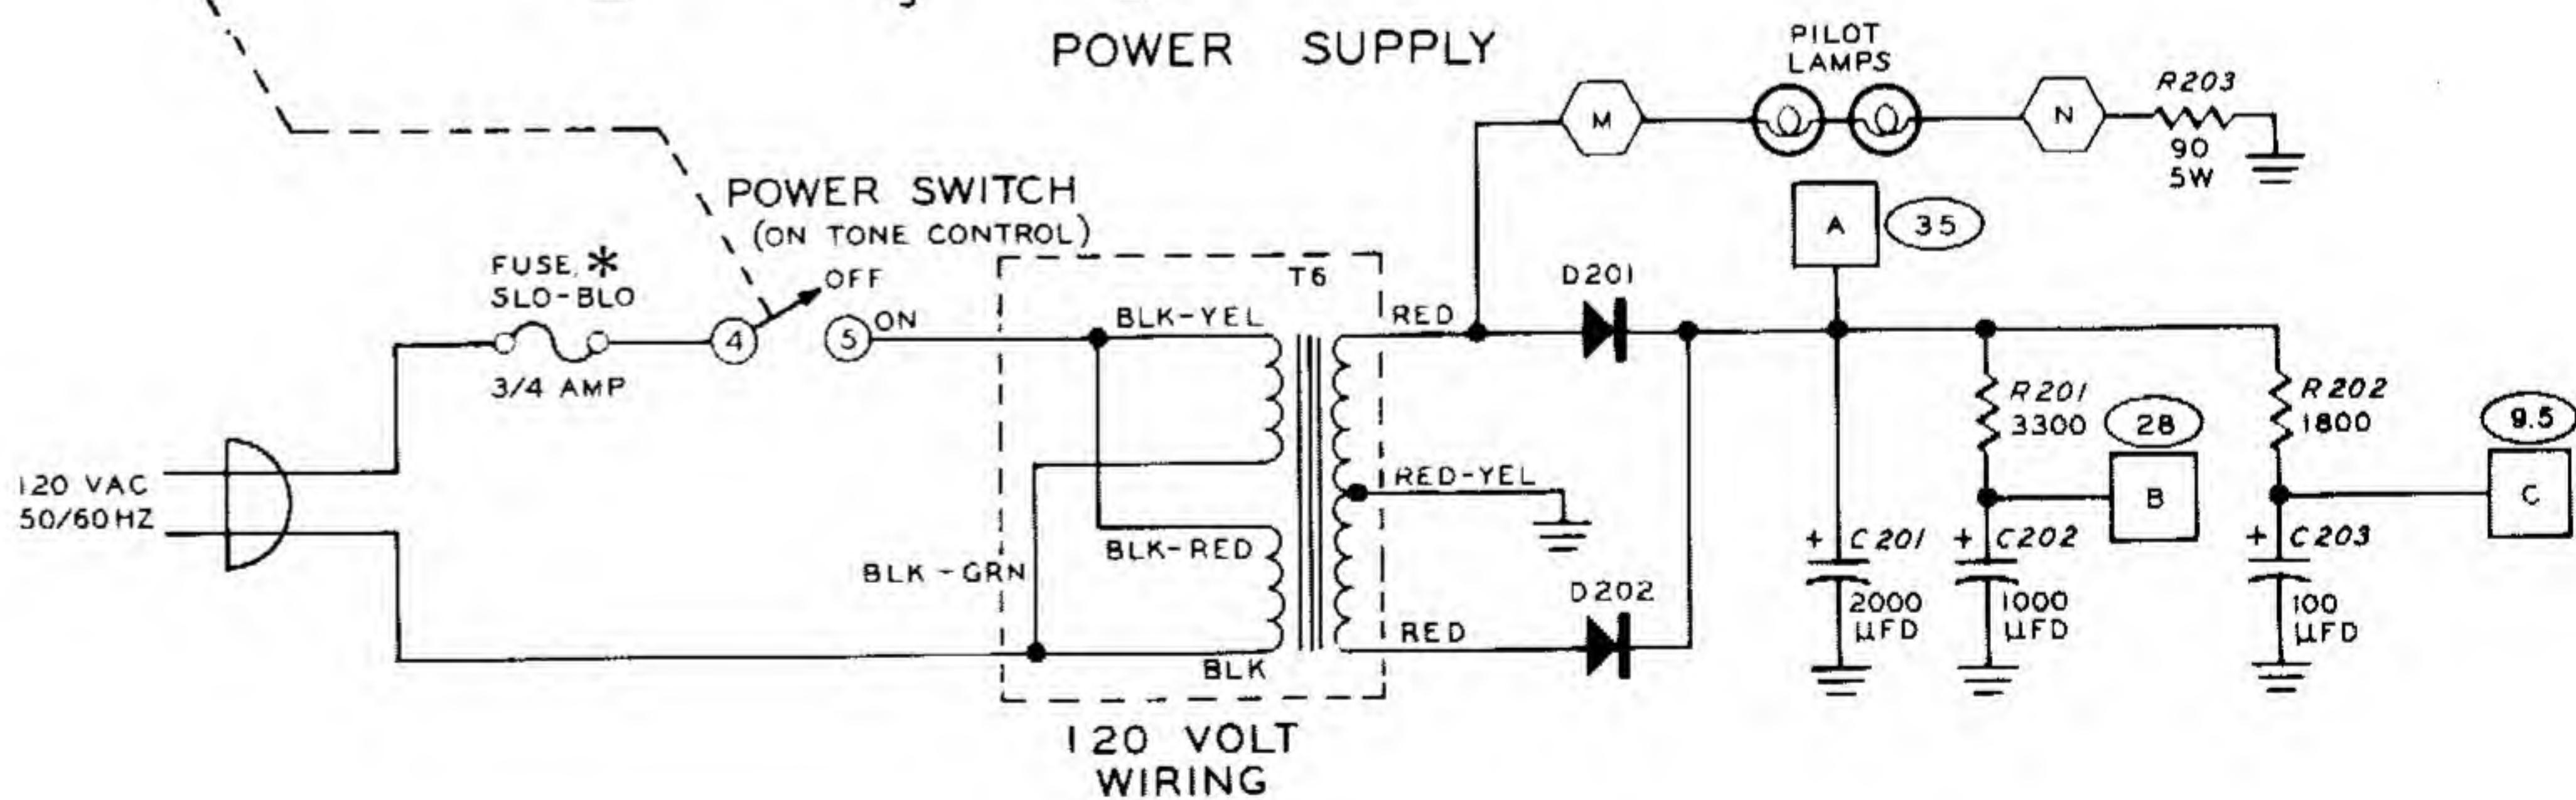 POWER SUPPLY
PILOT
LAMPS
M
N
R203
90
5W
POWER SWITCH
(ON TONE CONTROL)
A
35
FUSE *
SLO-BLO
3/4 AMP
OFF
4
5
ON
T6
BLK-YEL
RED
D201
R201
3300
28
B
R202
1800
9.5
C
120 VAC
50/60HZ
RED-YEL
BLK-RED
BLK-GRN
D202
RED
BLK
+ C201
2000
µFD
+ C202
1000
µFD
+ C203
100
µFD
120 VOLT
WIRING